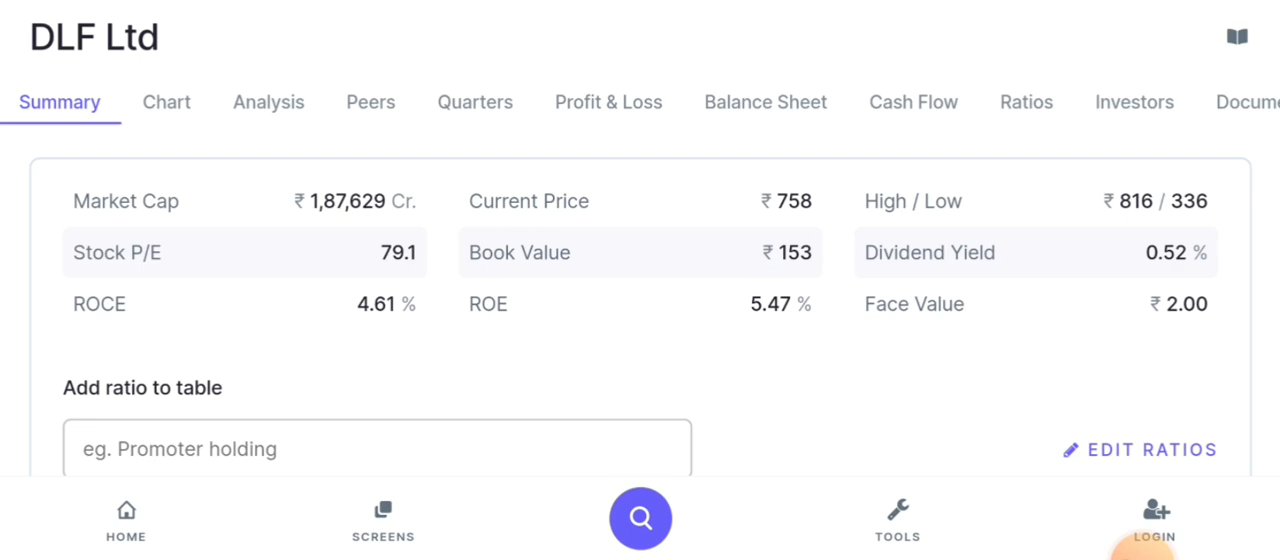 DLF Ltd
Summary Chart Analysis Peers Quarters Profit & Loss Balance Sheet Cash Flow Ratios Investors Docume
Market Cap ₹ 1,87,629 Cr. Current Price ₹ 758 High / Low ₹ 816 / 336
Stock P/E 79.1 Book Value ₹ 153 Dividend Yield 0.52 %
ROCE 4.61 % ROE 5.47 % Face Value ₹ 2.00
Add ratio to table
eg. Promoter holding EDIT RATIOS
HOME SCREENS TOOLS LOGIN